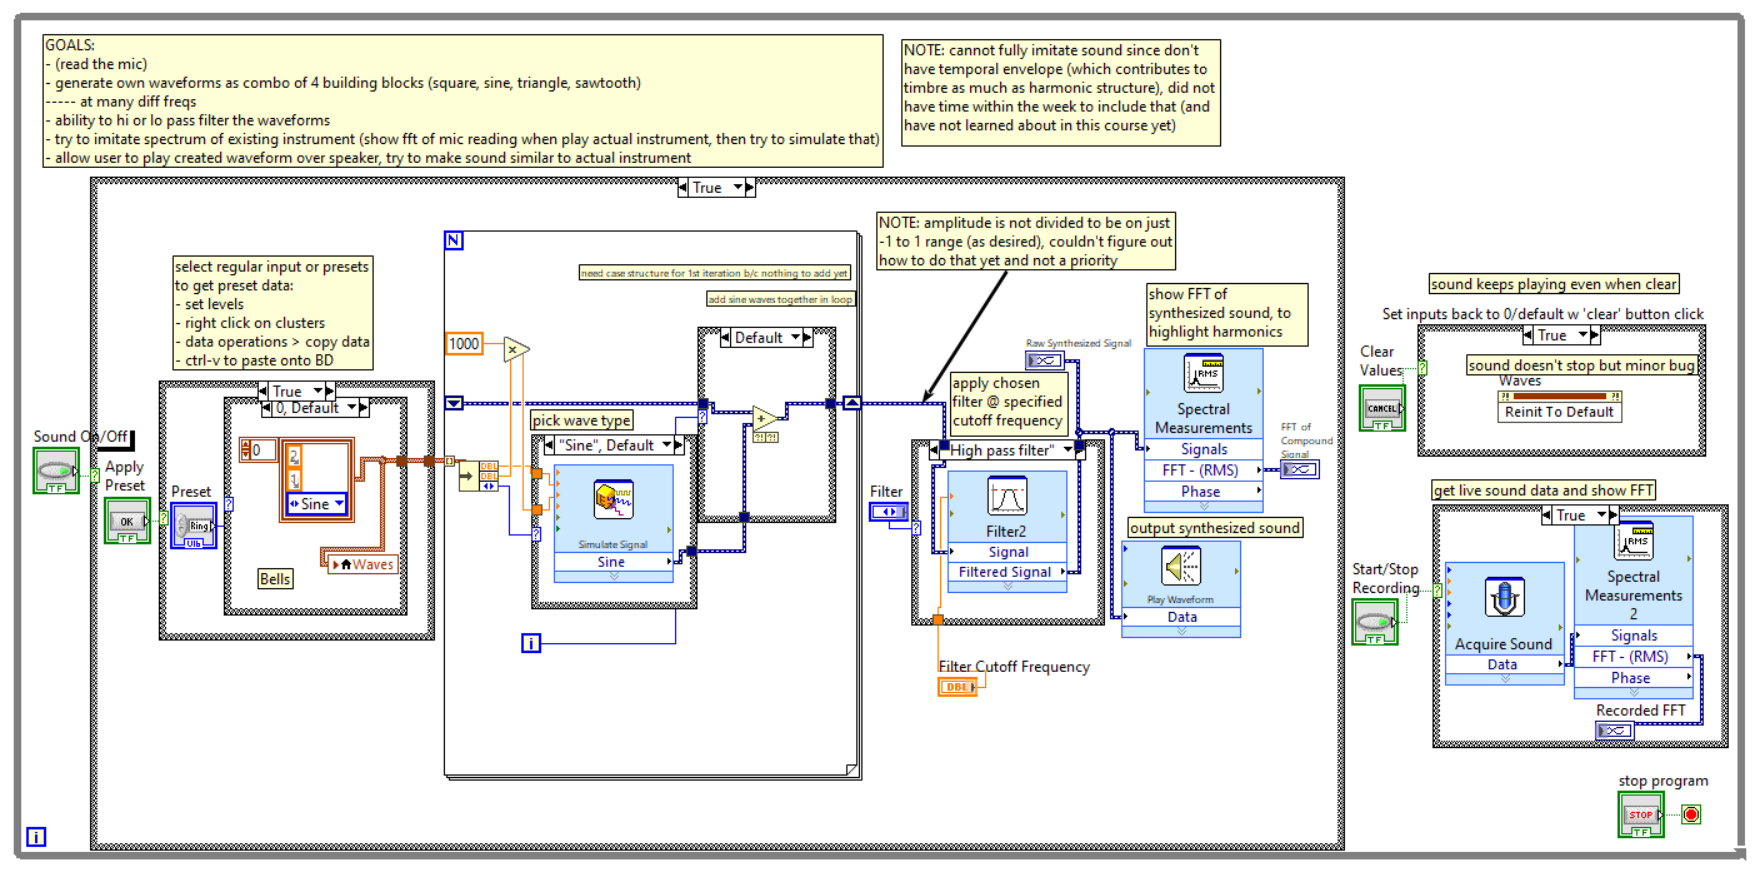 GOALS:
- (read the mic)
- generate own waveforms as combo of 4 building blocks (square, sine, triangle, sawtooth)
----- at many diff freqs
- ability to hi or lo pass filter the waveforms
- try to imitate spectrum of existing instrument (show fft of mic reading when play actual instrument, then try to simulate that)
- allow user to play created waveform over speaker, try to make sound similar to actual instrument
NOTE: cannot fully imitate sound since don't
have temporal envelope (which contributes to
timbre as much as harmonic structure), did not
have time within the week to include that (and
have not learned about in this course yet)
True
NOTE: amplitude is not divided to be on just
-1 to 1 range (as desired), couldn't figure out
how to do that yet and not a priority
select regular input or presets
to get preset data:
- set levels
- right click on clusters
- data operations > copy data
- ctrl-v to paste onto BD
N
need case structure for 1st iteration b/c nothing to add yet
add sine waves together in loop
Default
1000
x
pick wave type
"Sine", Default
Simulate Signal
Sine
i
True
0, Default
0
2
1
Sine
Waves
Bells
Sound On/Off
TF
Apply
Preset
OK
TF
Preset
Ring
U16
DBL
DBL
+
show FFT of
synthesized sound, to
highlight harmonics
Raw Synthesized Signal
apply chosen
filter @ specified
cutoff frequency
RMS
Spectral
Measurements
Signals
FFT - (RMS)
Phase
FFT of
Compound
Signal
High pass filter"
Filter
Filter2
Signal
Filtered Signal
output synthesized sound
Play Waveform
Data
Filter Cutoff Frequency
DBL
sound keeps playing even when clear
Set inputs back to 0/default w 'clear' button click
True
Clear
Values
CANCEL
TF
sound doesn't stop but minor bug
Waves
Reinit To Default
get live sound data and show FFT
True
Start/Stop
Recording
TF
Acquire Sound
Data
RMS
Spectral
Measurements
2
Signals
FFT - (RMS)
Phase
Recorded FFT
stop program
STOP
TF
i